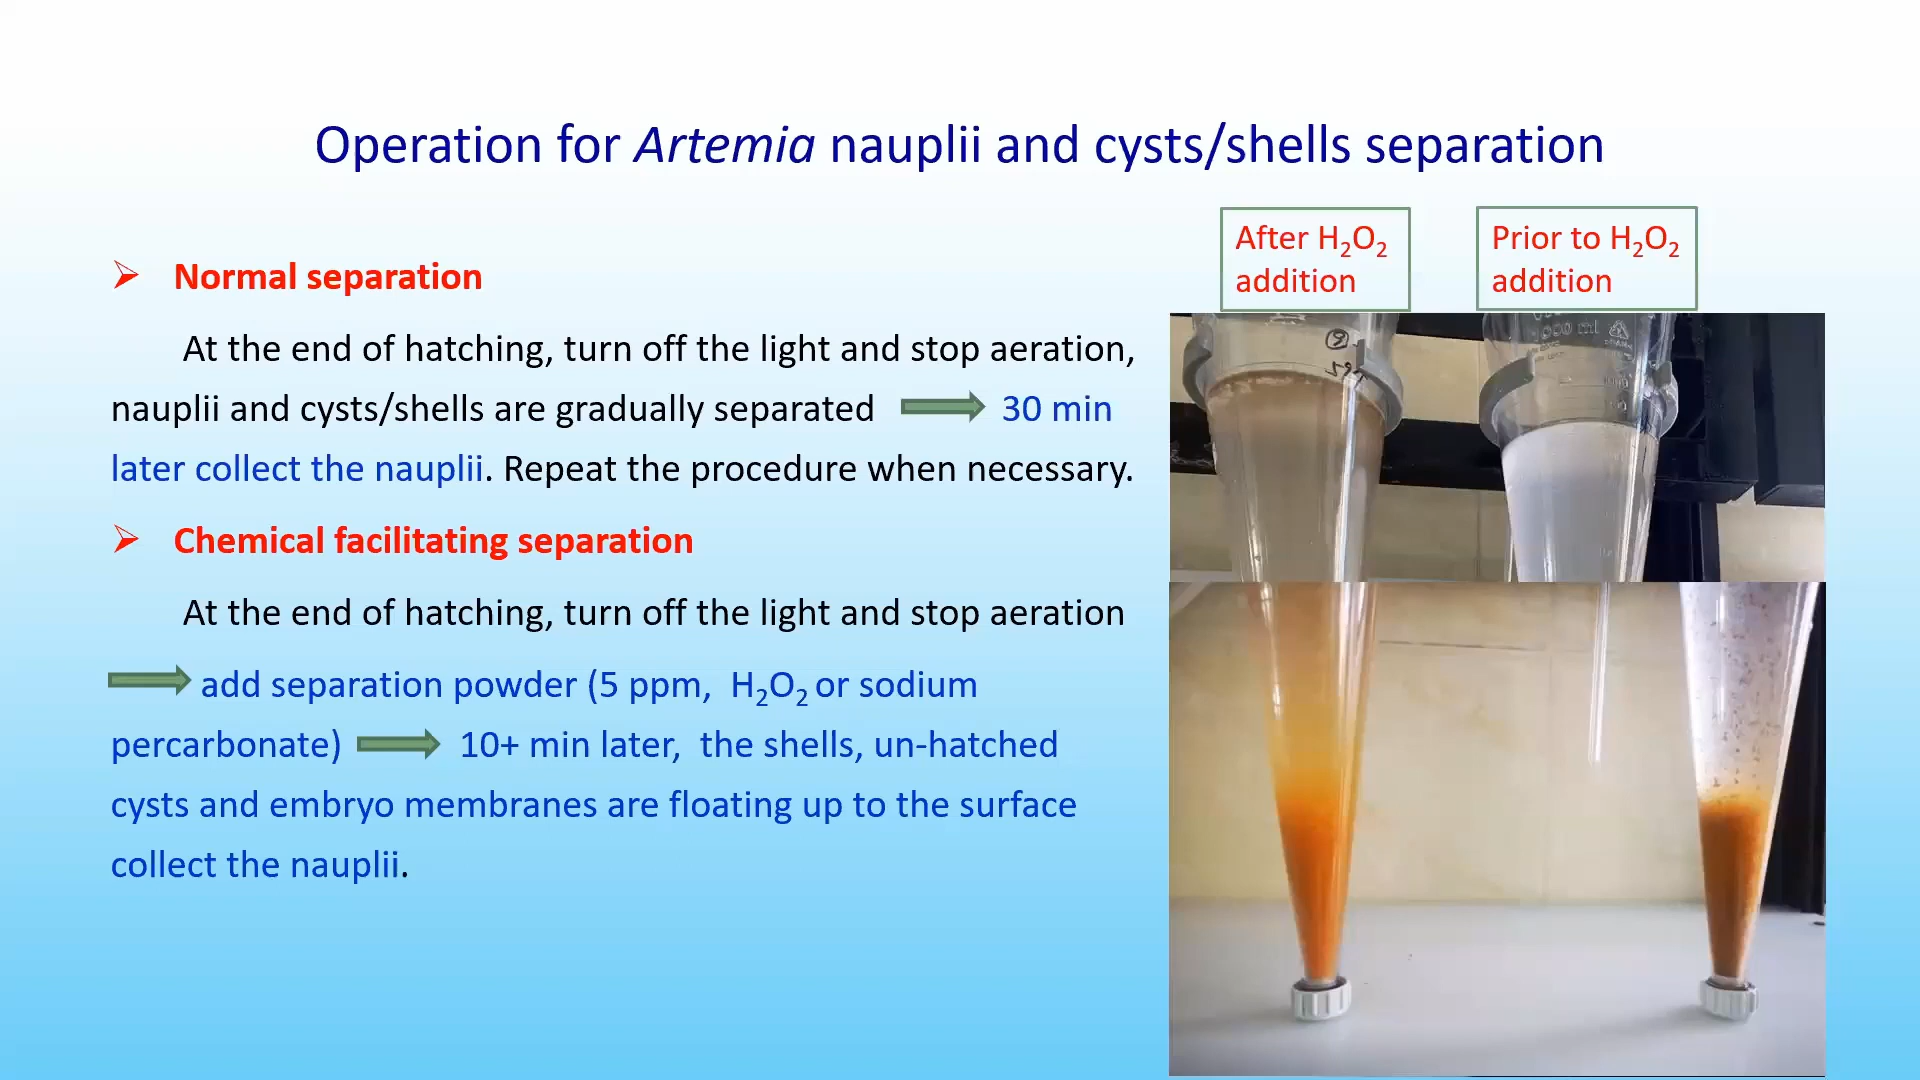 Operation for Artemia nauplii and cysts/shells separation
Normal separation
At the end of hatching, turn off the light and stop aeration,
nauplii and cysts/shells are gradually separated 30 min
later collect the nauplii. Repeat the procedure when necessary.
Chemical facilitating separation
At the end of hatching, turn off the light and stop aeration
add separation powder (5 ppm, H₂O₂ or sodium
percarbonate) 10+ min later, the shells, un-hatched
cysts and embryo membranes are floating up to the surface
collect the nauplii.
After H₂O₂
addition
Prior to H₂O₂
addition